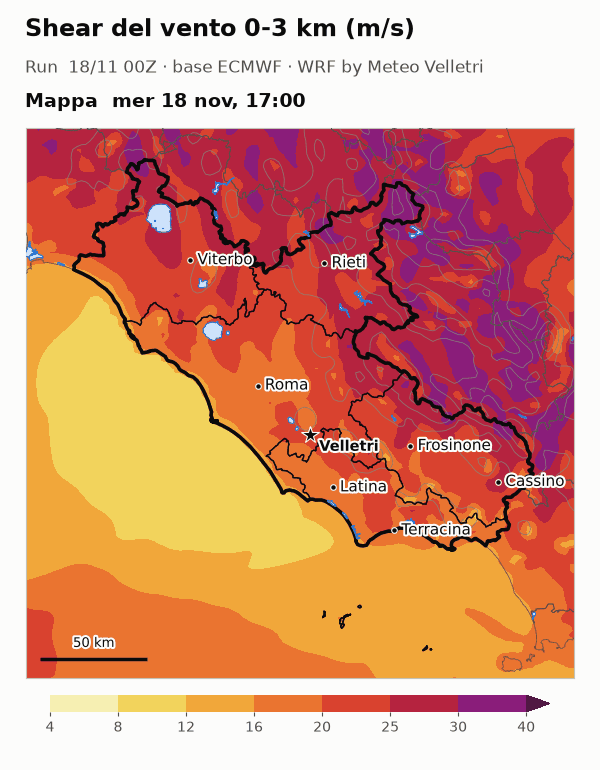 Shear del vento 0-3 km (m/s)
Run 18/11 00Z · base ECMWF · WRF by Meteo Velletri
Mappa mer 18 nov, 17:00
Viterbo
Rieti
Roma
Velletri
Frosinone
Cassino
Latina
Terracina
50 km
4 8 12 16 20 25 30 40